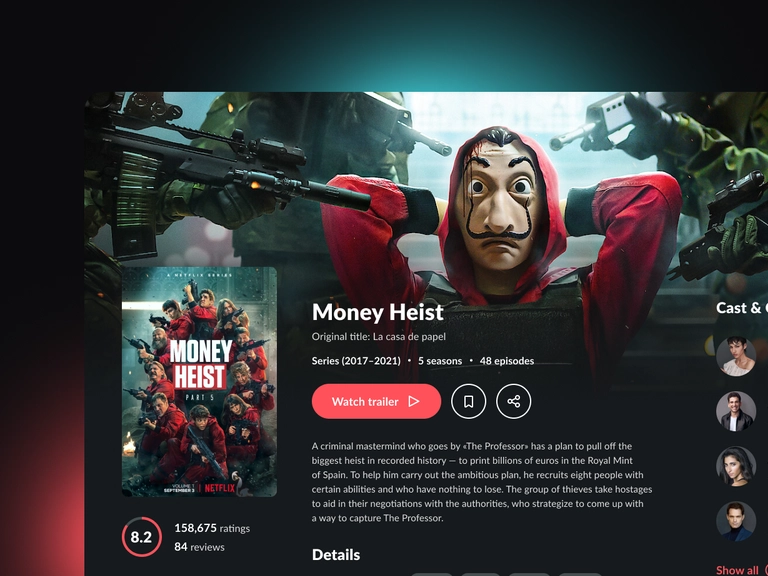 A NETFLIX SERIES
MONEY
HEIST
PART 5
VOLUME 1
SEPTEMBER 3
NETFLIX
8.2
158,675 ratings
84 reviews
Money Heist
Original title: La casa de papel
Series (2017–2021) • 5 seasons • 48 episodes
Watch trailer
A criminal mastermind who goes by «The Professor» has a plan to pull off the
biggest heist in recorded history — to print billions of euros in the Royal Mint
of Spain. To help him carry out the ambitious plan, he recruits eight people with
certain abilities and who have nothing to lose. The group of thieves take hostages
to aid in their negotiations with the authorities, who strategize to come up with
a way to capture The Professor.
Details
Cast &
Show all